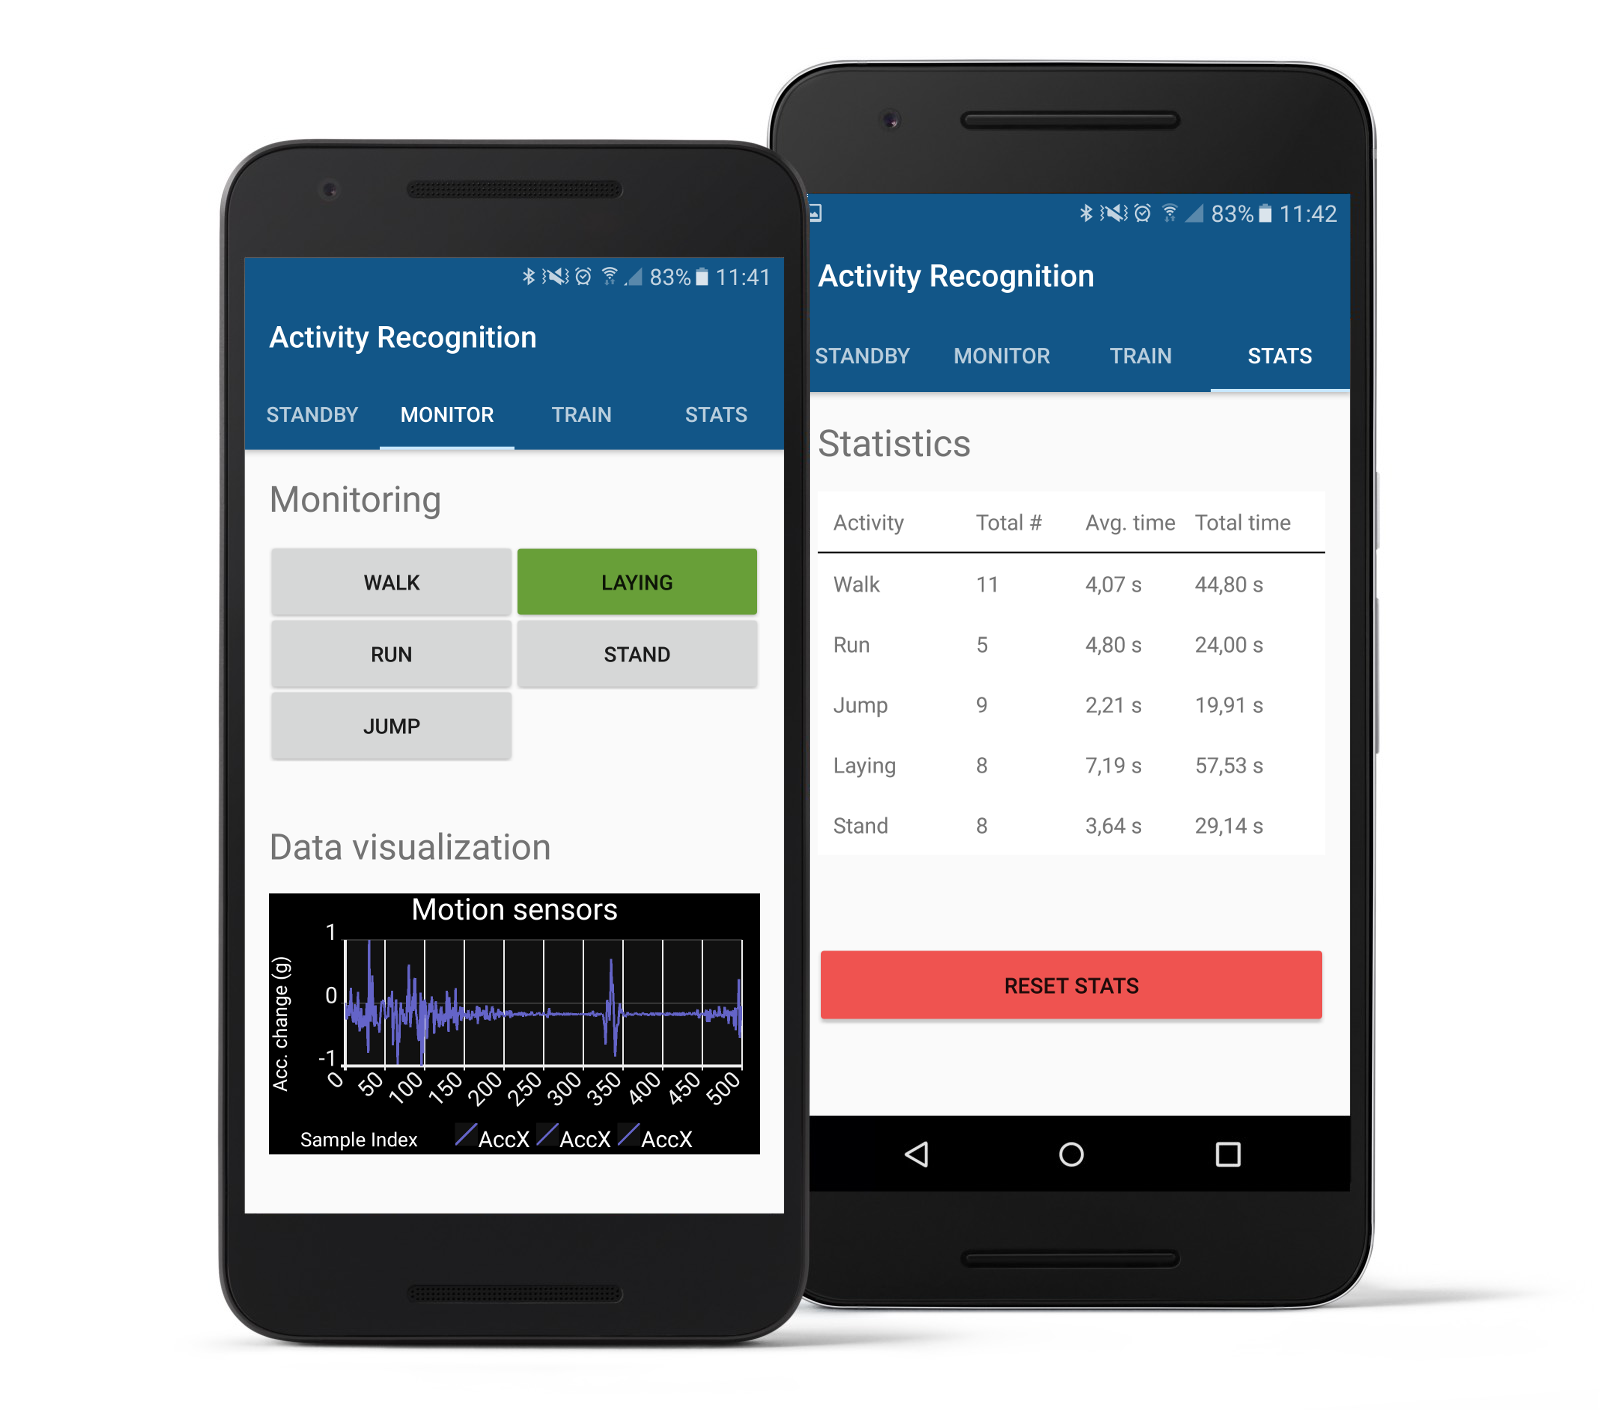 83% 11:41
Activity Recognition
STANDBY MONITOR TRAIN STATS
Monitoring
WALK LAYING
RUN STAND
JUMP
Data visualization
Motion sensors
1
0
-1
Acc. change (g)
0 50 100 150 200 250 300 350 400 450 500
Sample Index AccX AccX AccX
83% 11:42
Activity Recognition
STANDBY MONITOR TRAIN STATS
Statistics
Activity Total # Avg. time Total time
Walk 11 4,07 s 44,80 s
Run 5 4,80 s 24,00 s
Jump 9 2,21 s 19,91 s
Laying 8 7,19 s 57,53 s
Stand 8 3,64 s 29,14 s
RESET STATS